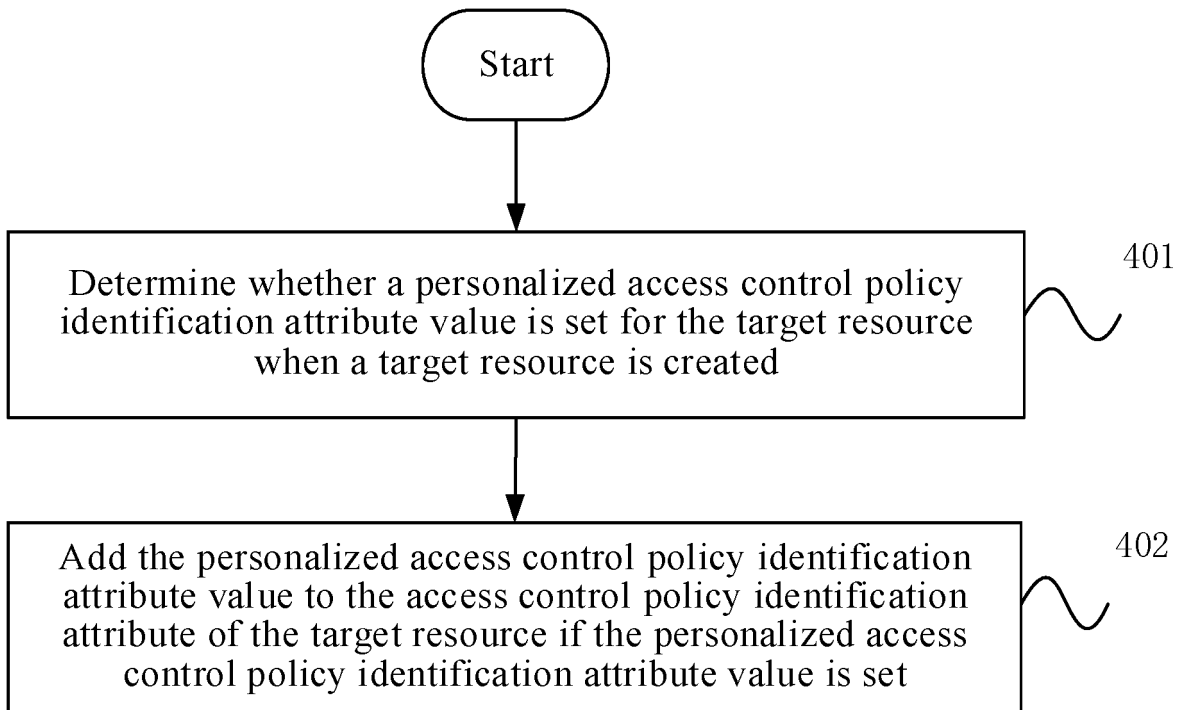 Start
Determine whether a personalized access control policy
identification attribute value is set for the target resource
when a target resource is created
401
Add the personalized access control policy identification
attribute value to the access control policy identification
attribute of the target resource if the personalized access
control policy identification attribute value is set
402